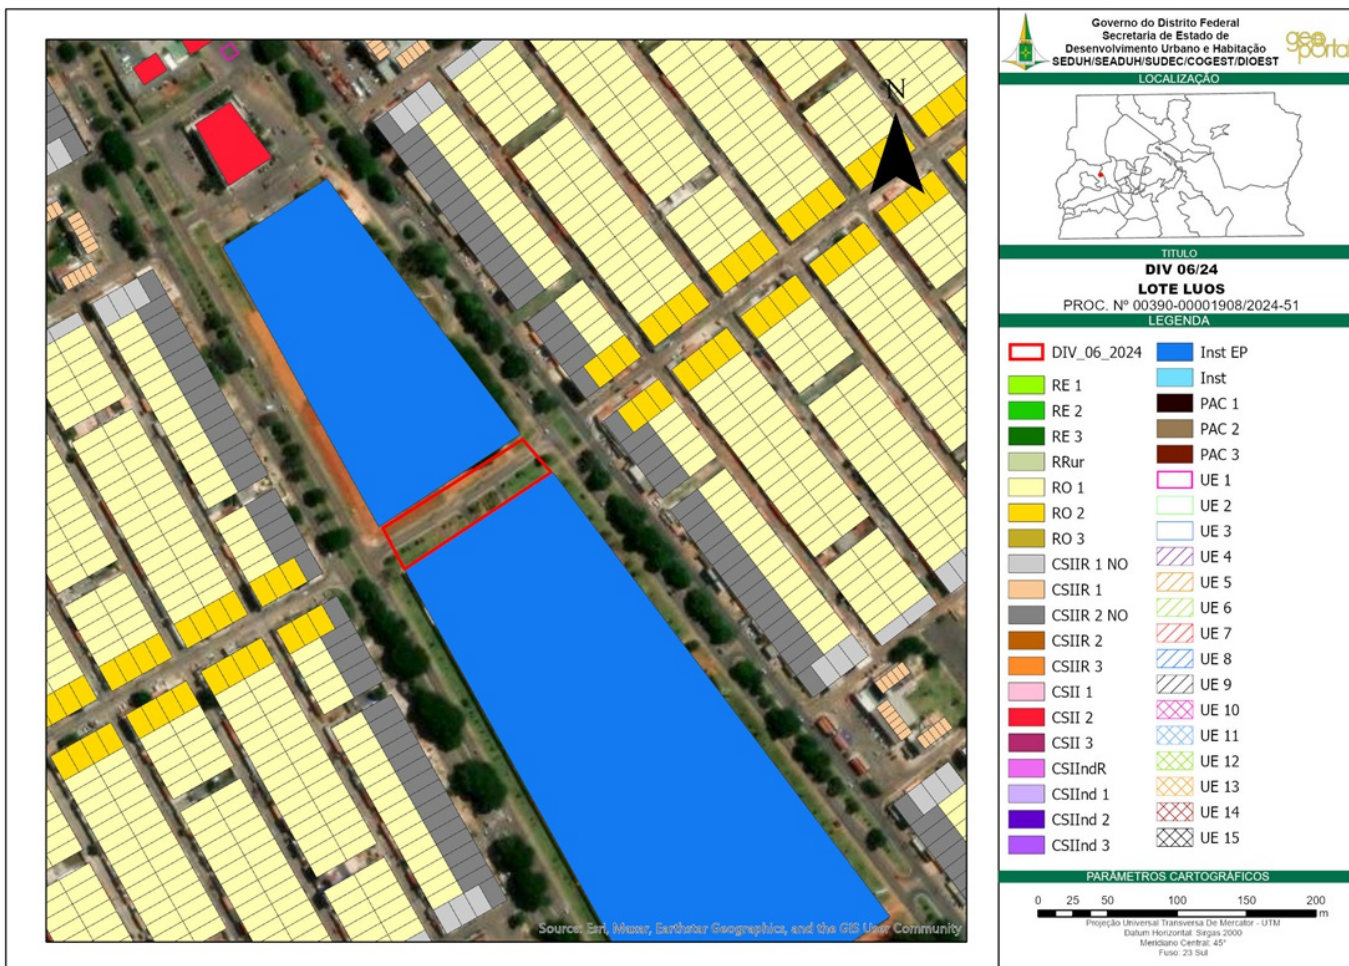 N
Source: Esri, Maxar, Earthstar Geographics, and the GIS User Community
Governo do Distrito Federal
Secretaria de Estado de
Desenvolvimento Urbano e Habitação
SEDUH/SEADUH/SUDEC/COGEST/DIOEST
geo
portal
LOCALIZAÇÃO
TITULO
DIV 06/24
LOTE LUOS
PROC. Nº 00390-00001908/2024-51
LEGENDA
DIV_06_2024
RE 1
RE 2
RE 3
RRur
RO 1
RO 2
RO 3
CSIIR 1 NO
CSIIR 1
CSIIR 2 NO
CSIIR 2
CSIIR 3
CSII 1
CSII 2
CSII 3
CSIIndR
CSIInd 1
CSIInd 2
CSIInd 3
Inst EP
Inst
PAC 1
PAC 2
PAC 3
UE 1
UE 2
UE 3
UE 4
UE 5
UE 6
UE 7
UE 8
UE 9
UE 10
UE 11
UE 12
UE 13
UE 14
UE 15
PARÂMETROS CARTOGRÁFICOS
0 25 50 100 150 200
m
Projeção Universal Transversa De Mercator - UTM
Datum Horizontal: Sirgas 2000
Meridiano Central: 45°
Fuso: 23 Sul